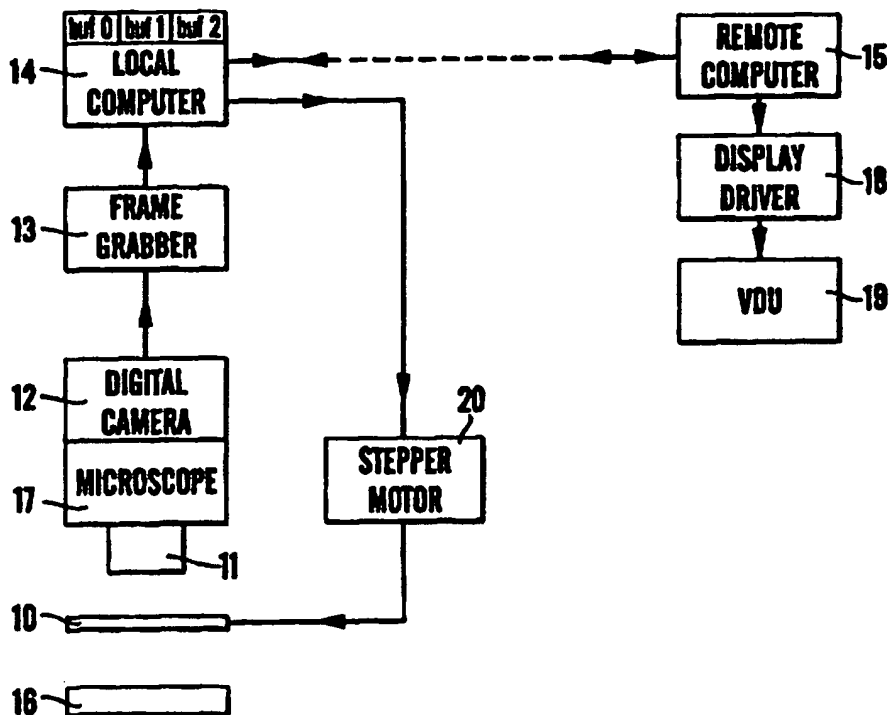 buf 0 buf 1 buf 2
14
LOCAL
COMPUTER
REMOTE
COMPUTER
15
13
FRAME
GRABBER
DISPLAY
DRIVER
18
VDU
19
12
DIGITAL
CAMERA
17
MICROSCOPE
11
20
STEPPER
MOTOR
10
16